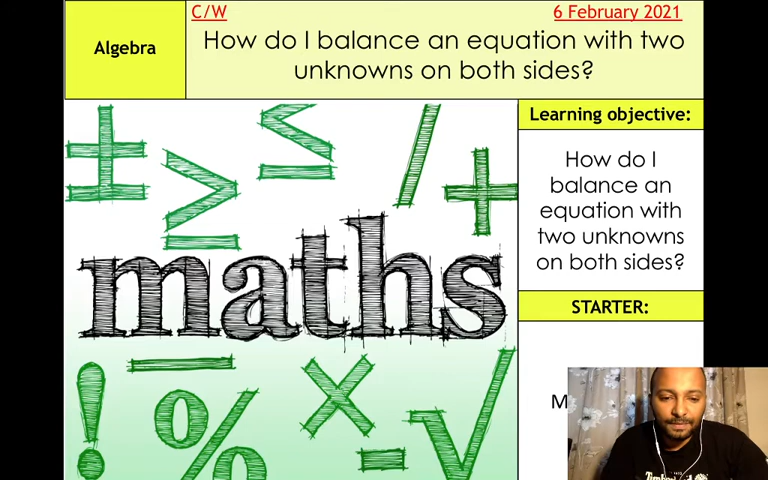 Algebra
C/W
6 February 2021
How do I balance an equation with two
unknowns on both sides?
Learning objective:
How do I
balance an
equation with
two unknowns
on both sides?
STARTER:
M
maths
± ≥ ≤ / +
! % × - √